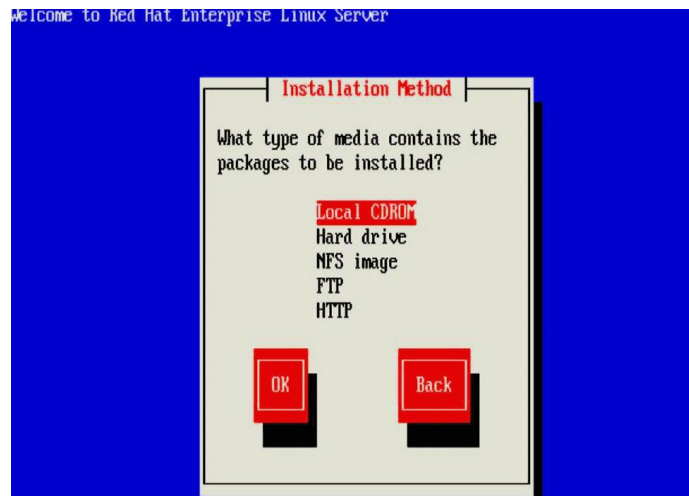 Welcome to Red Hat Enterprise Linux Server
Installation Method
What type of media contains the
packages to be installed?
Local CDROM
Hard drive
NFS image
FTP
HTTP
OK
Back